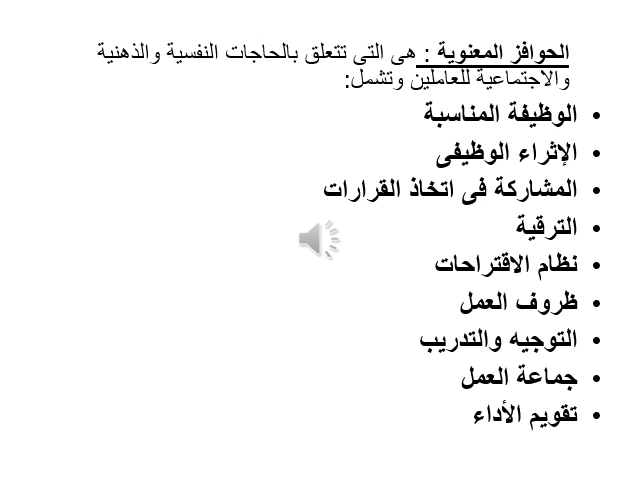 الحوافز المعنوية : هى التى تتعلق بالحاجات النفسية والذهنية
والاجتماعية للعاملين وتشمل:
• الوظيفة المناسبة
• الإثراء الوظيفى
• المشاركة فى اتخاذ القرارات
• الترقية
• نظام الاقتراحات
• ظروف العمل
• التوجيه والتدريب
• جماعة العمل
• تقويم الأداء